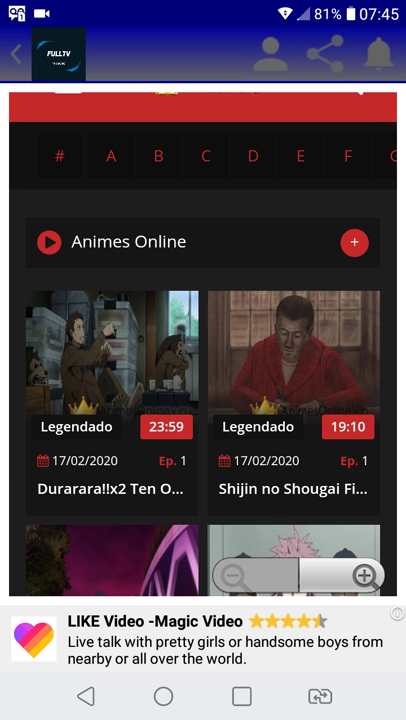 81% 07:45
FULLTV
# A B C D E F
Animes Online
+
AnimesOnlineVip
Legendado 23:59
Legendado 19:10
17/02/2020 Ep. 1
17/02/2020 Ep. 1
Durarara!!x2 Ten O...
Shijin no Shougai Fi...
LIKE Video -Magic Video
Live talk with pretty girls or handsome boys from
nearby or all over the world.